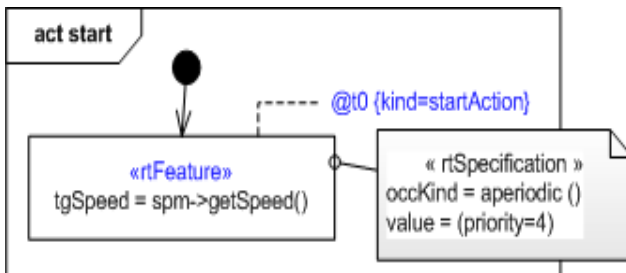 act start
@t0 {kind=startAction}
«rtFeature»
tgSpeed = spm->getSpeed()
« rtSpecification »
occKind = aperiodic ()
value = (priority=4)